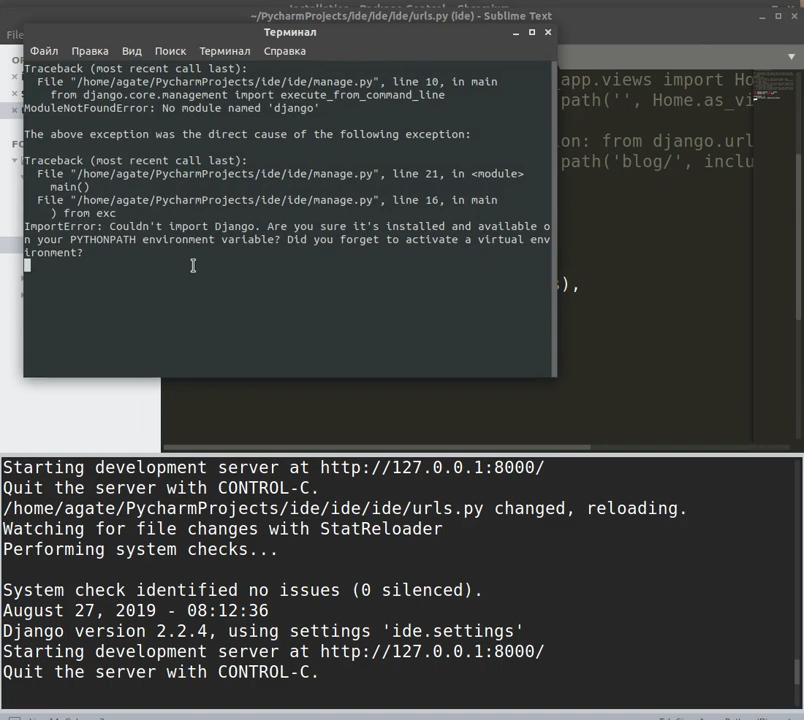 ~/PycharmProjects/ide/ide/ide/urls.py (ide) - Sublime Text
Терминал
Файл Правка Вид Поиск Терминал Справка
Traceback (most recent call last):
File "/home/agate/PycharmProjects/ide/ide/manage.py", line 10, in main
from django.core.management import execute_from_command_line
ModuleNotFoundError: No module named 'django'
The above exception was the direct cause of the following exception:
Traceback (most recent call last):
File "/home/agate/PycharmProjects/ide/ide/manage.py", line 21, in <module>
main()
File "/home/agate/PycharmProjects/ide/ide/manage.py", line 16, in main
) from exc
ImportError: Couldn't import Django. Are you sure it's installed and available o
n your PYTHONPATH environment variable? Did you forget to activate a virtual env
ironment?
File
_app.views import Ho
path('', Home.as_vi
on: from django.url
path('blog/', inclu
),
Starting development server at http://127.0.0.1:8000/
Quit the server with CONTROL-C.
/home/agate/PycharmProjects/ide/ide/ide/urls.py changed, reloading.
Watching for file changes with StatReloader
Performing system checks...
System check identified no issues (0 silenced).
August 27, 2019 - 08:12:36
Django version 2.2.4, using settings 'ide.settings'
Starting development server at http://127.0.0.1:8000/
Quit the server with CONTROL-C.